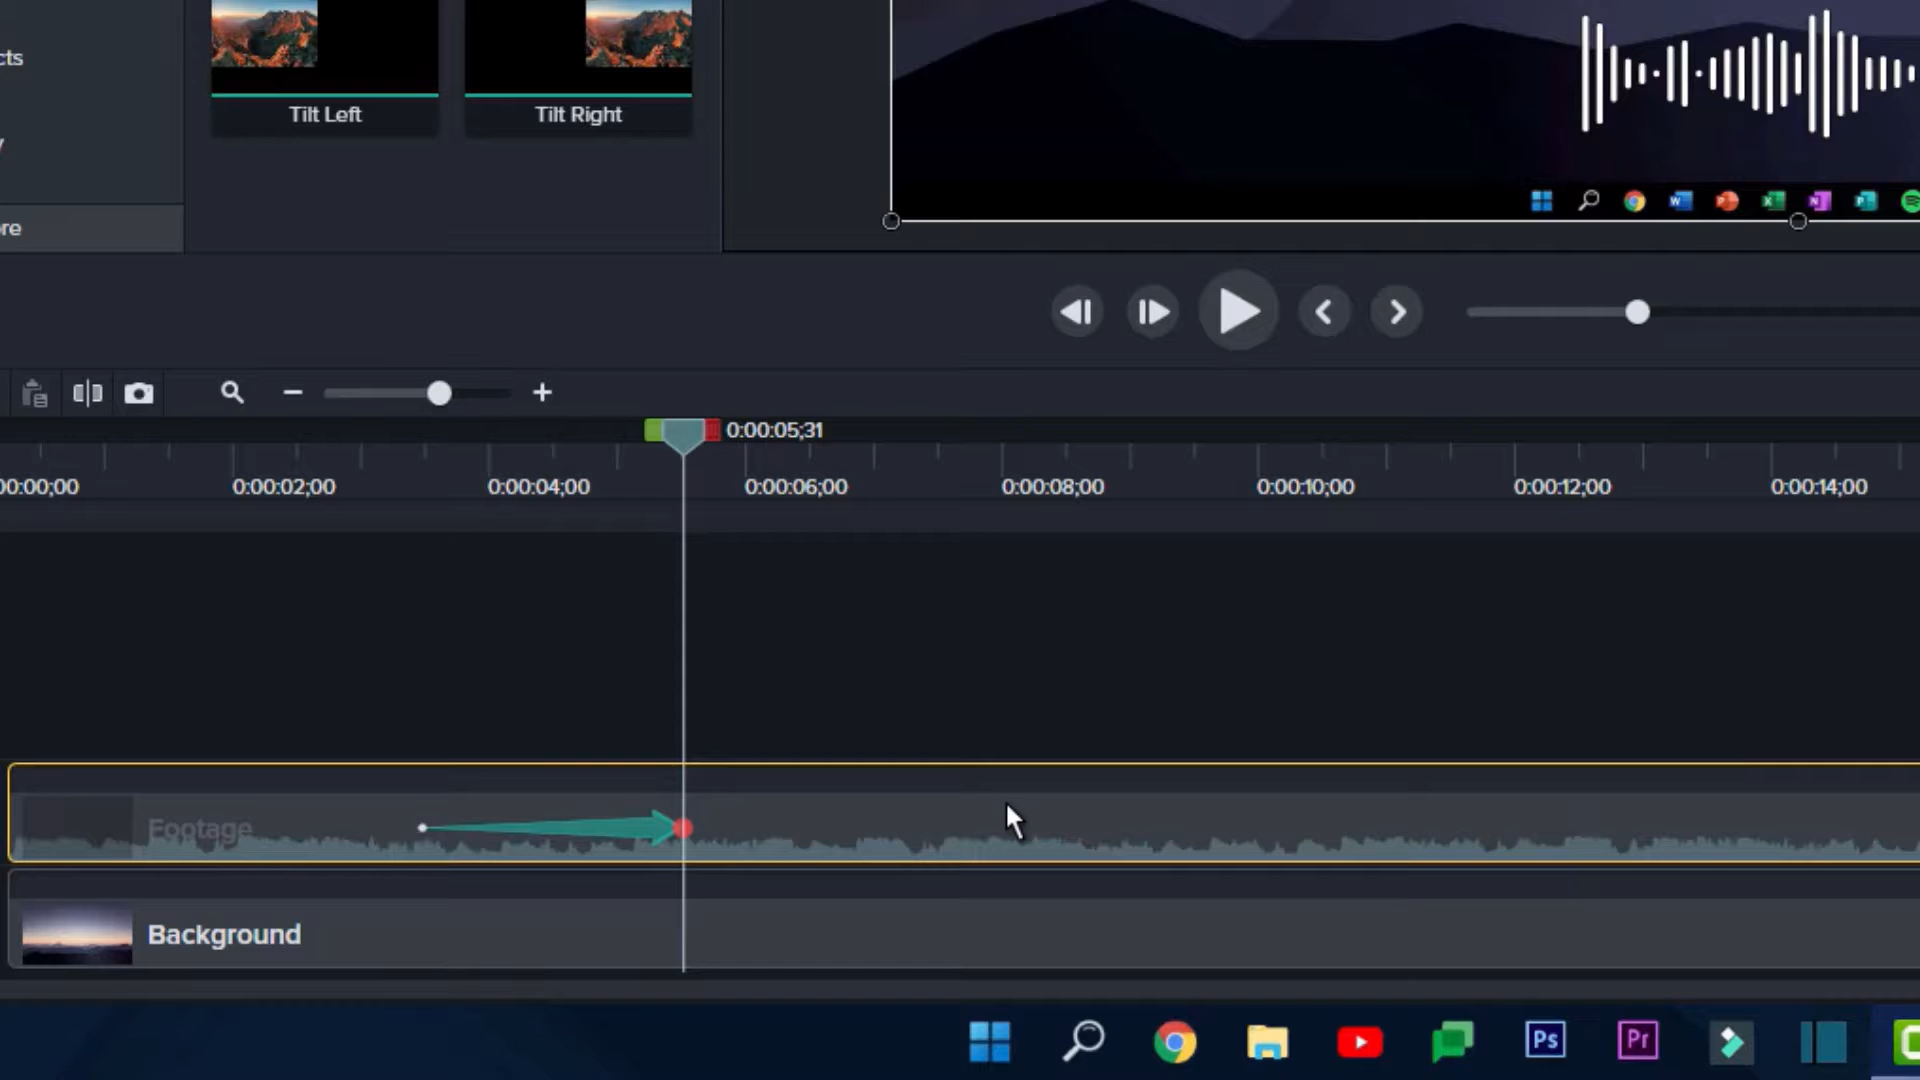 cts
Tilt Left
Tilt Right
re
0:00:05;31
00:00;00
0:00:02;00
0:00:04;00
0:00:06;00
0:00:08;00
0:00:10;00
0:00:12;00
0:00:14;00
Footage
Background
Ps
Pr